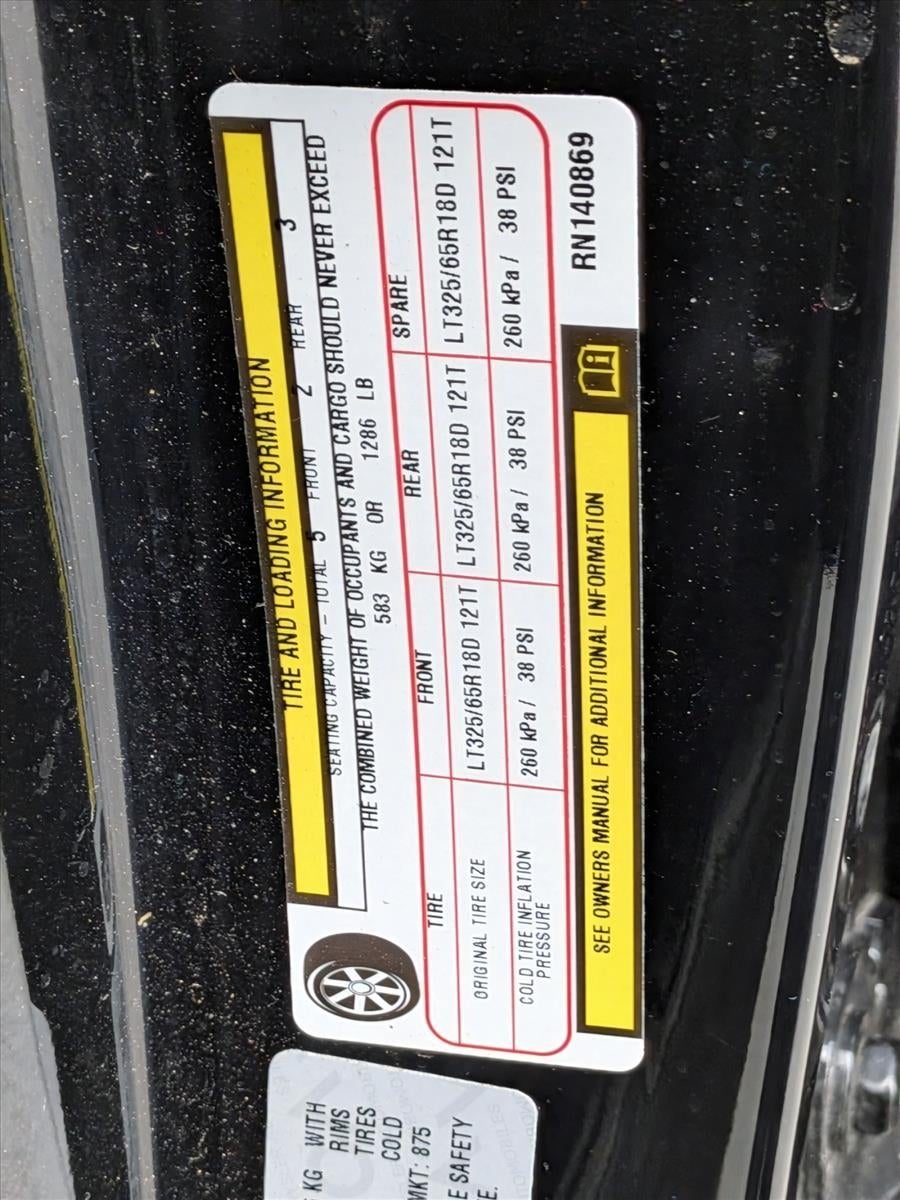 TIRE AND LOADING INFORMATION
SEATING CAPACITY - TOTAL 5 FRONT 2 REAR 3
THE COMBINED WEIGHT OF OCCUPANTS AND CARGO SHOULD NEVER EXCEED
583 KG OR 1286 LB
TIRE FRONT REAR SPARE
ORIGINAL TIRE SIZE LT325/65R18D 121T LT325/65R18D 121T LT325/65R18D 121T
COLD TIRE INFLATION
PRESSURE 260 kPa / 38 PSI 260 kPa / 38 PSI 260 kPa / 38 PSI
SEE OWNERS MANUAL FOR ADDITIONAL INFORMATION
RN140869
KG WITH
RIMS
TIRES
COLD
MKT: 875
E SAFETY
E.